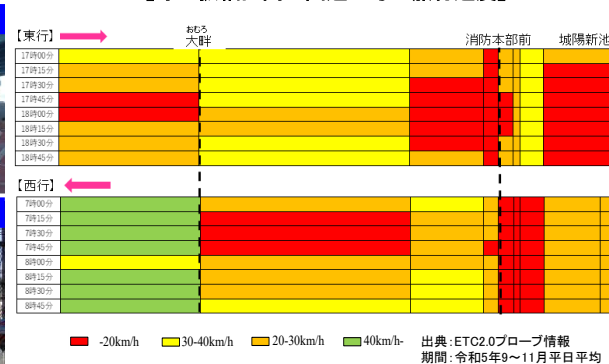 【東行】
おむろ
大畔
消防本部前
城陽新池
17時00分
17時15分
17時30分
17時45分
18時00分
18時15分
18時30分
18時45分
【西行】
7時00分
7時15分
7時30分
7時45分
8時00分
8時15分
8時30分
8時45分
-20km/h 30-40km/h 20-30km/h 40km/h-
出典:ETC2.0プローブ情報
期間:令和5年9~11月平日平均